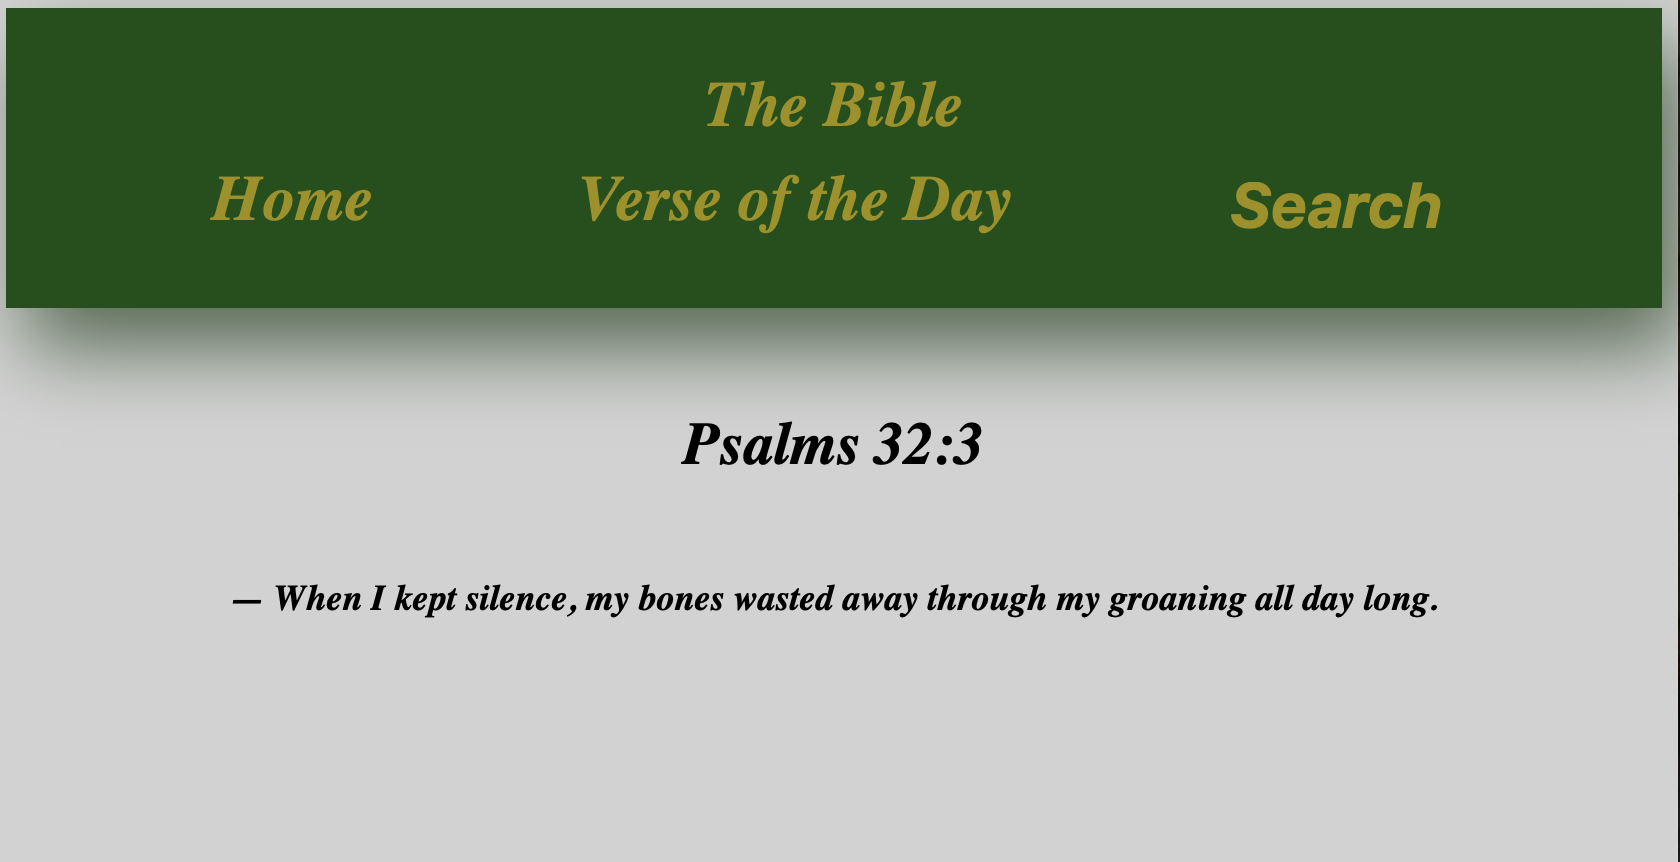 The Bible
Home Verse of the Day Search
Psalms 32:3
— When I kept silence, my bones wasted away through my groaning all day long.